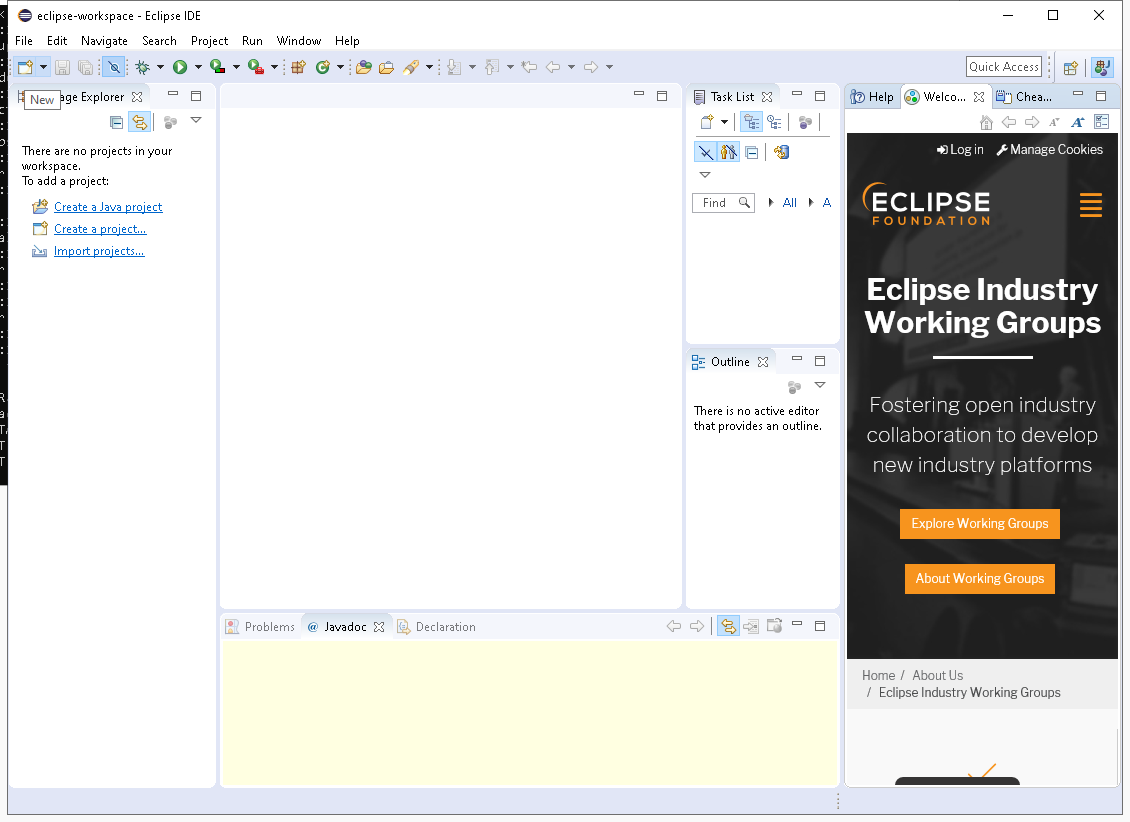 eclipse-workspace - Eclipse IDE
File Edit Navigate Search Project Run Window Help
Quick Access
New
age Explorer
Task List
Help
Welco...
Chea...
There are no projects in your
workspace.
To add a project:
Create a Java project
Create a project...
Import projects...
Find
All
A
Outline
There is no active editor
that provides an outline.
Log in
Manage Cookies
ECLIPSE
FOUNDATION
Eclipse Industry
Working Groups
Fostering open industry
collaboration to develop
new industry platforms
Explore Working Groups
About Working Groups
Home / About Us
/ Eclipse Industry Working Groups
Problems
@ Javadoc
Declaration